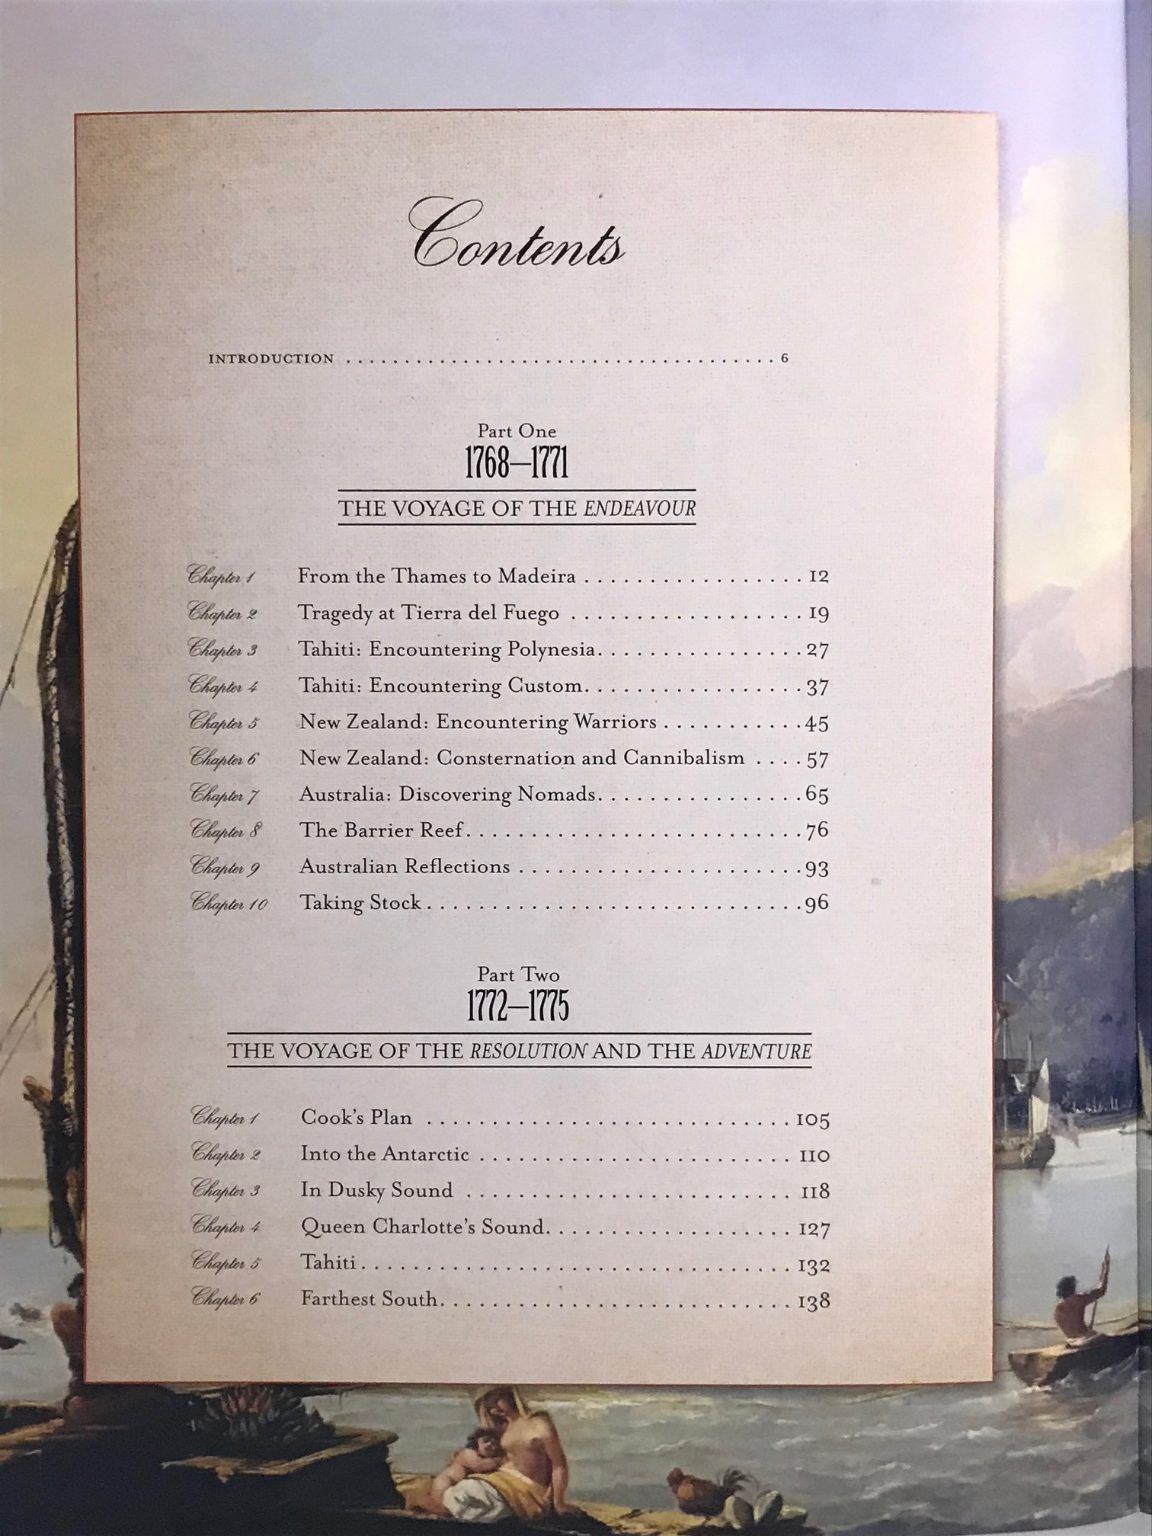 Contents
INTRODUCTION . . . . . . . . . . . . . . . . . . . . . . . . . . . . . . . . . . . . . 6
Part One
1768–1771
THE VOYAGE OF THE ENDEAVOUR
Chapter 1 From the Thames to Madeira . . . . . . . . . . . . . . . . . 12
Chapter 2 Tragedy at Tierra del Fuego . . . . . . . . . . . . . . . . . . 19
Chapter 3 Tahiti: Encountering Polynesia. . . . . . . . . . . . . . . . 27
Chapter 4 Tahiti: Encountering Custom. . . . . . . . . . . . . . . . . 37
Chapter 5 New Zealand: Encountering Warriors . . . . . . . . . . . 45
Chapter 6 New Zealand: Consternation and Cannibalism . . . . 57
Chapter 7 Australia: Discovering Nomads. . . . . . . . . . . . . . . . 65
Chapter 8 The Barrier Reef. . . . . . . . . . . . . . . . . . . . . . . . . . 76
Chapter 9 Australian Reflections . . . . . . . . . . . . . . . . . . . . . . 93
Chapter 10 Taking Stock . . . . . . . . . . . . . . . . . . . . . . . . . . . . . 96
Part Two
1772–1775
THE VOYAGE OF THE RESOLUTION AND THE ADVENTURE
Chapter 1 Cook's Plan . . . . . . . . . . . . . . . . . . . . . . . . . . . . 105
Chapter 2 Into the Antarctic . . . . . . . . . . . . . . . . . . . . . . . . 110
Chapter 3 In Dusky Sound . . . . . . . . . . . . . . . . . . . . . . . . . 118
Chapter 4 Queen Charlotte's Sound. . . . . . . . . . . . . . . . . . . 127
Chapter 5 Tahiti . . . . . . . . . . . . . . . . . . . . . . . . . . . . . . . . . 132
Chapter 6 Farthest South. . . . . . . . . . . . . . . . . . . . . . . . . . . 138